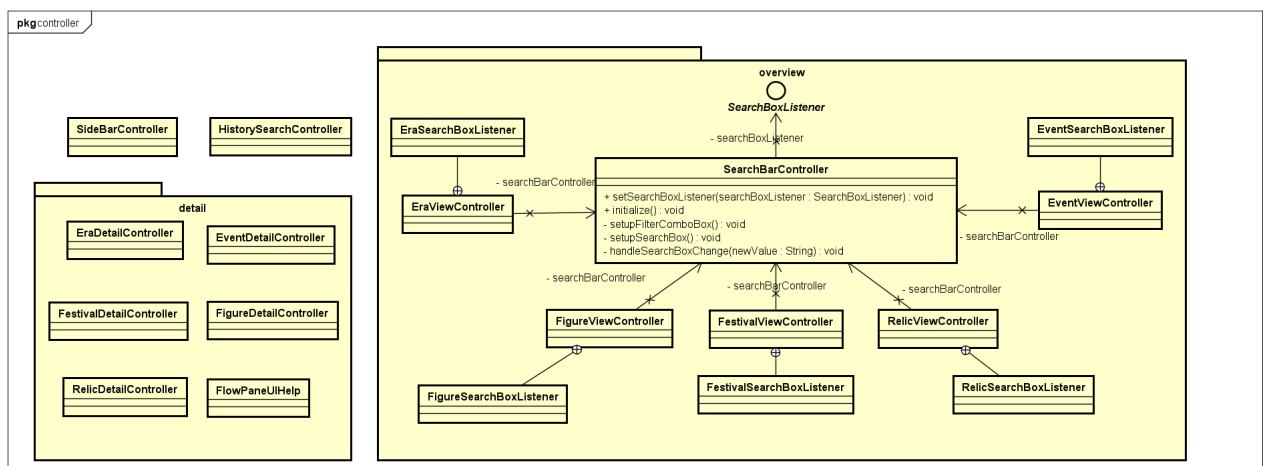 pkg controller
SideBarController
HistorySearchController
detail
EraDetailController
EventDetailController
FestivalDetailController
FigureDetailController
RelicDetailController
FlowPaneUIHelp
overview
SearchBoxListener
- searchBoxListener
EraSearchBoxListener
- searchBarController
EraViewController
SearchBarController
+ setSearchBoxListener(searchBoxListener : SearchBoxListener) : void
+ initialize() : void
- setupFilterComboBox() : void
- setupSearchBox() : void
- handleSearchBoxChange(newValue : String) : void
EventSearchBoxListener
EventViewController
- searchBarController
- searchBarController
- searchBarController
- searchBarController
FigureViewController
FestivalViewController
RelicViewController
FigureSearchBoxListener
FestivalSearchBoxListener
RelicSearchBoxListener